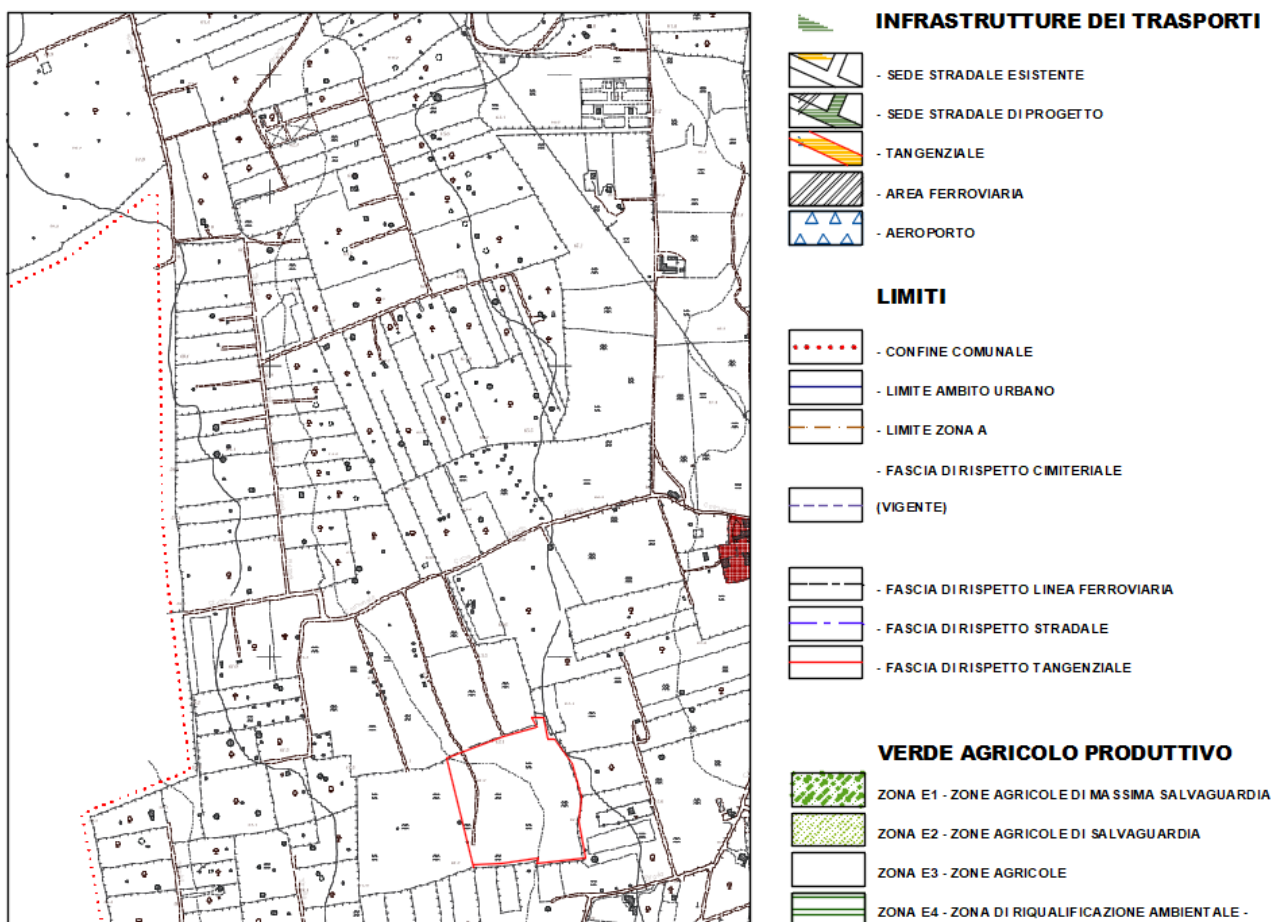 INFRASTRUTTURE DEI TRASPORTI
- SEDE STRADALE ESISTENTE
- SEDE STRADALE DI PROGETTO
- TANGENZIALE
- AREA FERROVIARIA
- AEROPORTO
LIMITI
- CONFINE COMUNALE
- LIMITE AMBITO URBANO
- LIMITE ZONA A
- FASCIA DI RISPETTO CIMITERIALE
(VIGENTE)
- FASCIA DI RISPETTO LINEA FERROVIARIA
- FASCIA DI RISPETTO STRADALE
- FASCIA DI RISPETTO TANGENZIALE
VERDE AGRICOLO PRODUTTIVO
ZONA E1 - ZONE AGRICOLE DI MASSIMA SALVAGUARDIA
ZONA E2 - ZONE AGRICOLE DI SALVAGUARDIA
ZONA E3 - ZONE AGRICOLE
ZONA E4 - ZONA DI RIQUALIFICAZIONE AMBIENTALE -